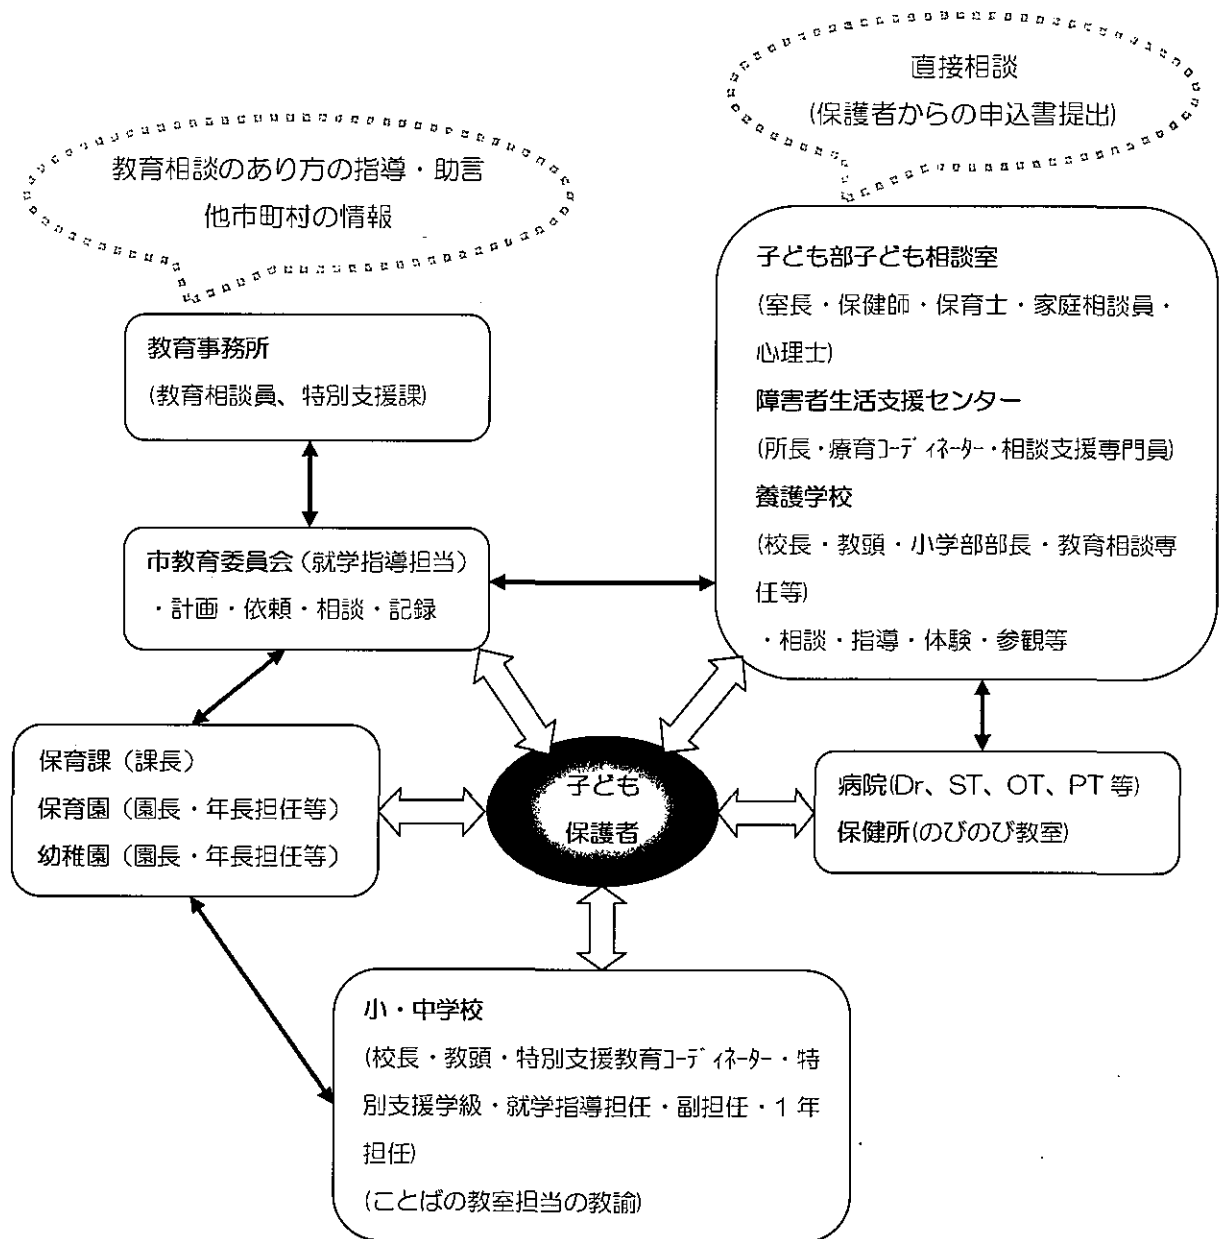 直接相談
(保護者からの申込書提出)
教育相談のあり方の指導・助言
他市町村の情報
子ども部子ども相談室
(室長・保健師・保育士・家庭相談員・
心理士)
障害者生活支援センター
(所長・療育ｺｰﾃﾞｨﾈｰﾀｰ・相談支援専門員)
養護学校
(校長・教頭・小学部部長・教育相談専
任等)
・相談・指導・体験・参観等
教育事務所
(教育相談員、特別支援課)
市教育委員会（就学指導担当）
・計画・依頼・相談・記録
保育課（課長）
保育園（園長・年長担任等）
幼稚園（園長・年長担任等）
子ども
保護者
病院(Dr、ST、OT、PT 等)
保健所(のびのび教室)
小・中学校
(校長・教頭・特別支援教育ｺｰﾃﾞｨﾈｰﾀｰ・特
別支援学級・就学指導担任・副担任・1 年
担任)
(ことばの教室担当の教諭)